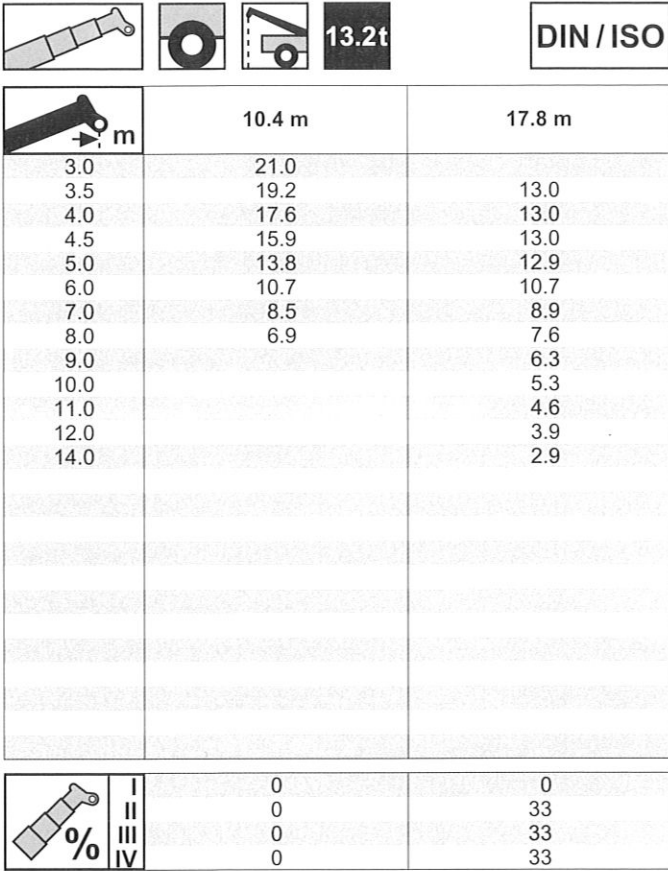 13.2t DIN / ISO
m 10.4 m 17.8 m
3.0 21.0
3.5 19.2 13.0
4.0 17.6 13.0
4.5 15.9 13.0
5.0 13.8 12.9
6.0 10.7 10.7
7.0 8.5 8.9
8.0 6.9 7.6
9.0 6.3
10.0 5.3
11.0 4.6
12.0 3.9
14.0 2.9
I 0 0
II 0 33
% III 0 33
IV 0 33